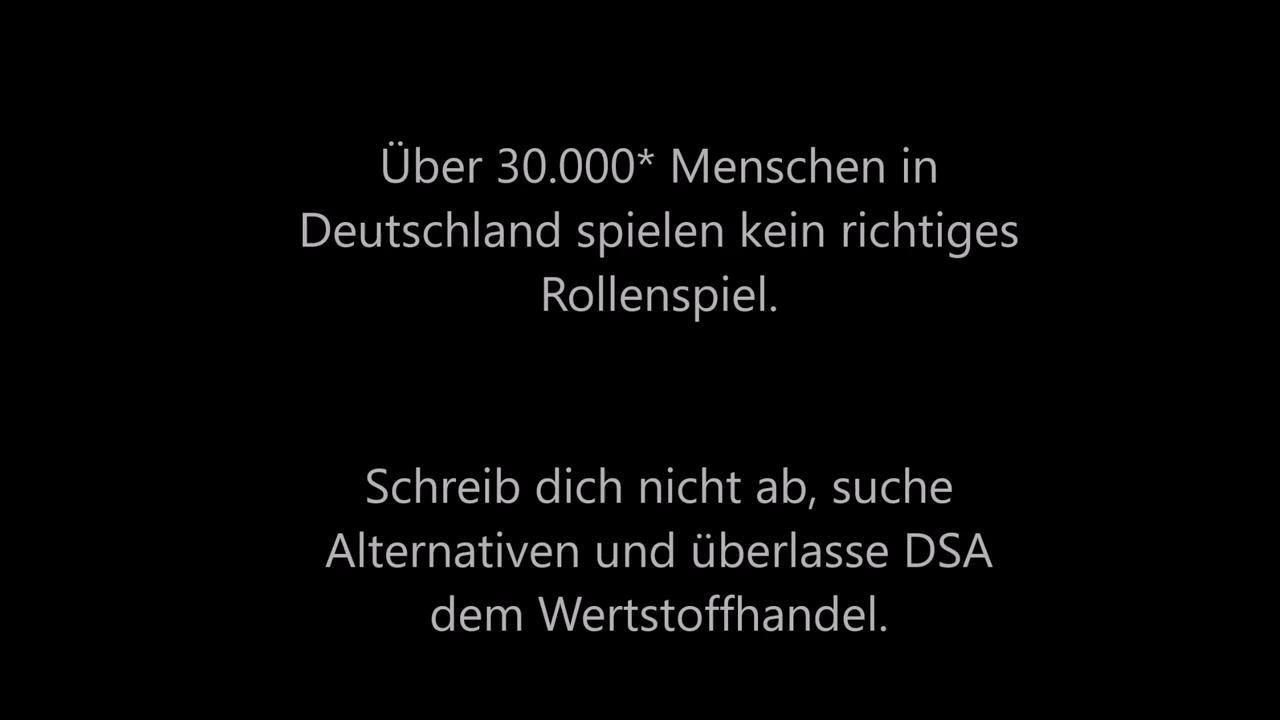 Über 30.000* Menschen in
Deutschland spielen kein richtiges
Rollenspiel.
Schreib dich nicht ab, suche
Alternativen und überlasse DSA
dem Wertstoffhandel.